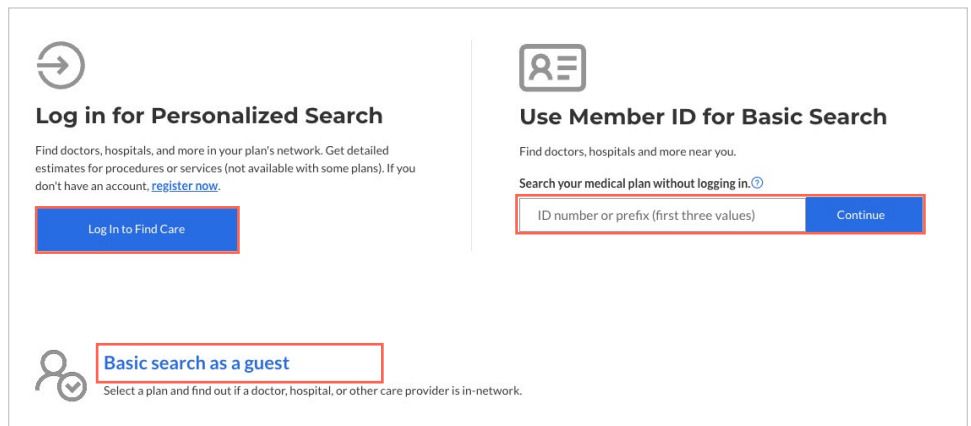 Log in for Personalized Search
Find doctors, hospitals, and more in your plan's network. Get detailed
estimates for procedures or services (not available with some plans). If you
don't have an account, register now.
Log In to Find Care
Use Member ID for Basic Search
Find doctors, hospitals and more near you.
Search your medical plan without logging in.?
ID number or prefix (first three values)
Continue
Basic search as a guest
Select a plan and find out if a doctor, hospital, or other care provider is in-network.